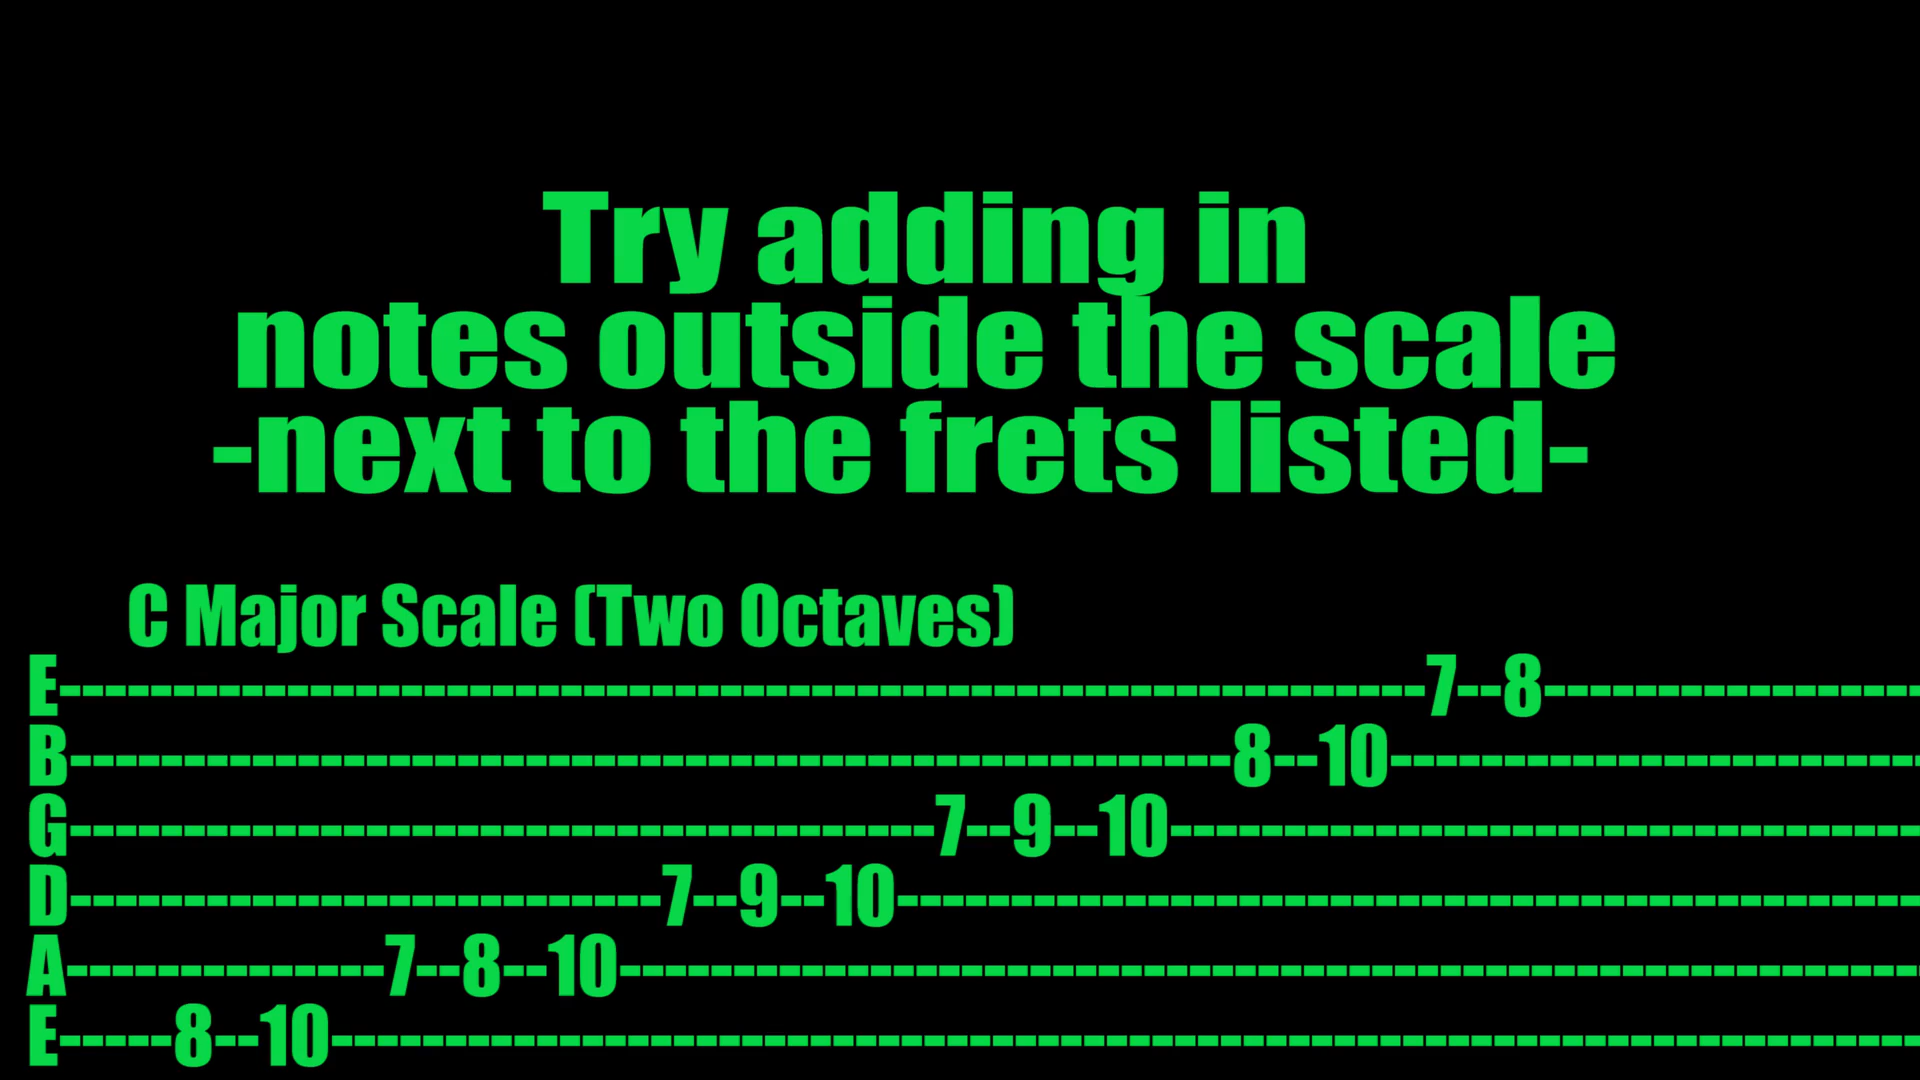 Try adding in
notes outside the scale
-next to the frets listed-
C Major Scale (Two Octaves)
E------------------------------------------------------------7--8-----------------
B---------------------------------------------------8--10------------------------
G--------------------------------------7--9--10---------------------------------
D--------------------------7--9--10---------------------------------------------
A--------------7--8--10---------------------------------------------------------
E-----8--10----------------------------------------------------------------------